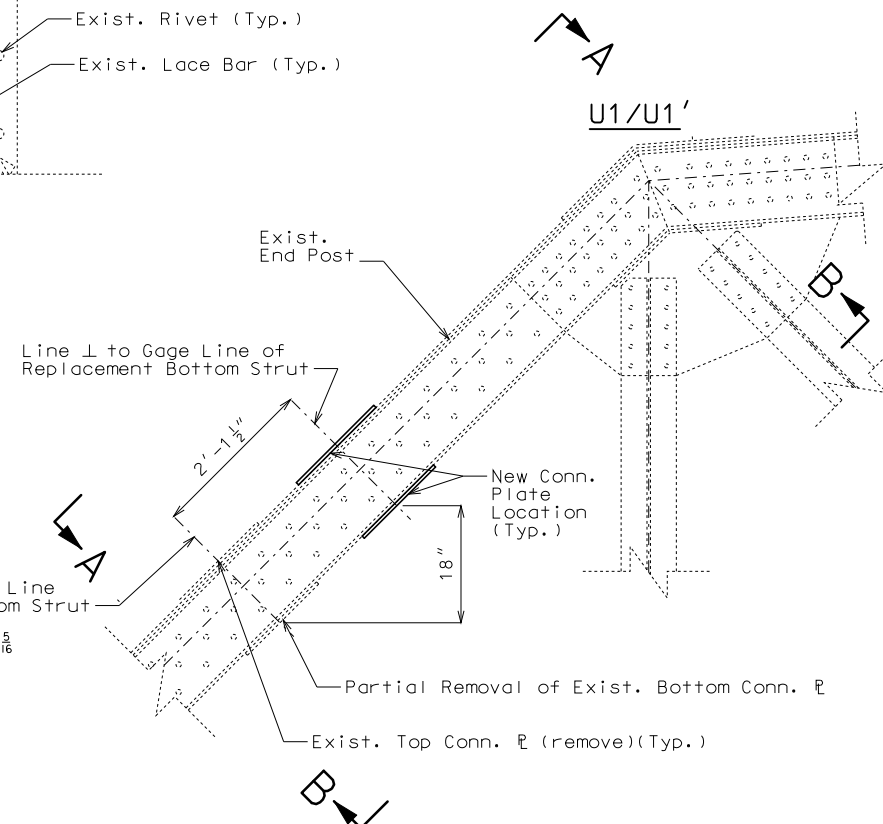 Exist. Rivet (Typ.)
Exist. Lace Bar (Typ.)
A
U1/U1'
Exist.
End Post
B
Line ⊥ to Gage Line of
Replacement Bottom Strut
2'-1½"
New Conn.
Plate
Location
(Typ.)
A
18"
Line
om Strut
5/16
Partial Removal of Exist. Bottom Conn. ℄
Exist. Top Conn. ℄ (remove)(Typ.)
B